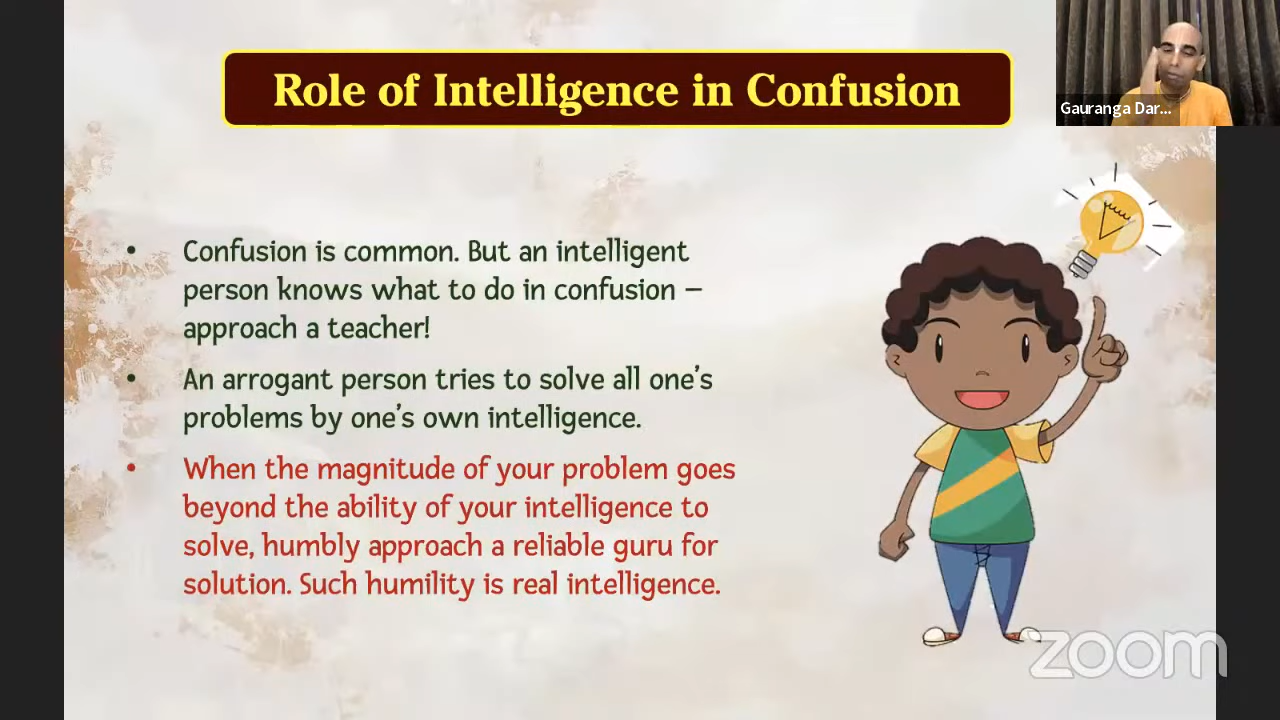 Role of Intelligence in Confusion
Gauranga Dar...
• Confusion is common. But an intelligent
person knows what to do in confusion –
approach a teacher!
• An arrogant person tries to solve all one's
problems by one's own intelligence.
• When the magnitude of your problem goes
beyond the ability of your intelligence to
solve, humbly approach a reliable guru for
solution. Such humility is real intelligence.
zoom